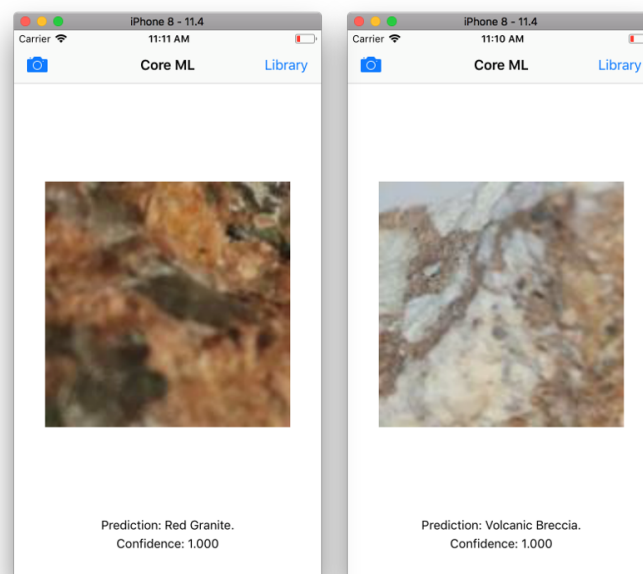 iPhone 8 - 11.4
Carrier 11:11 AM
Core ML Library
Prediction: Red Granite.
Confidence: 1.000
iPhone 8 - 11.4
Carrier 11:10 AM
Core ML Library
Prediction: Volcanic Breccia.
Confidence: 1.000